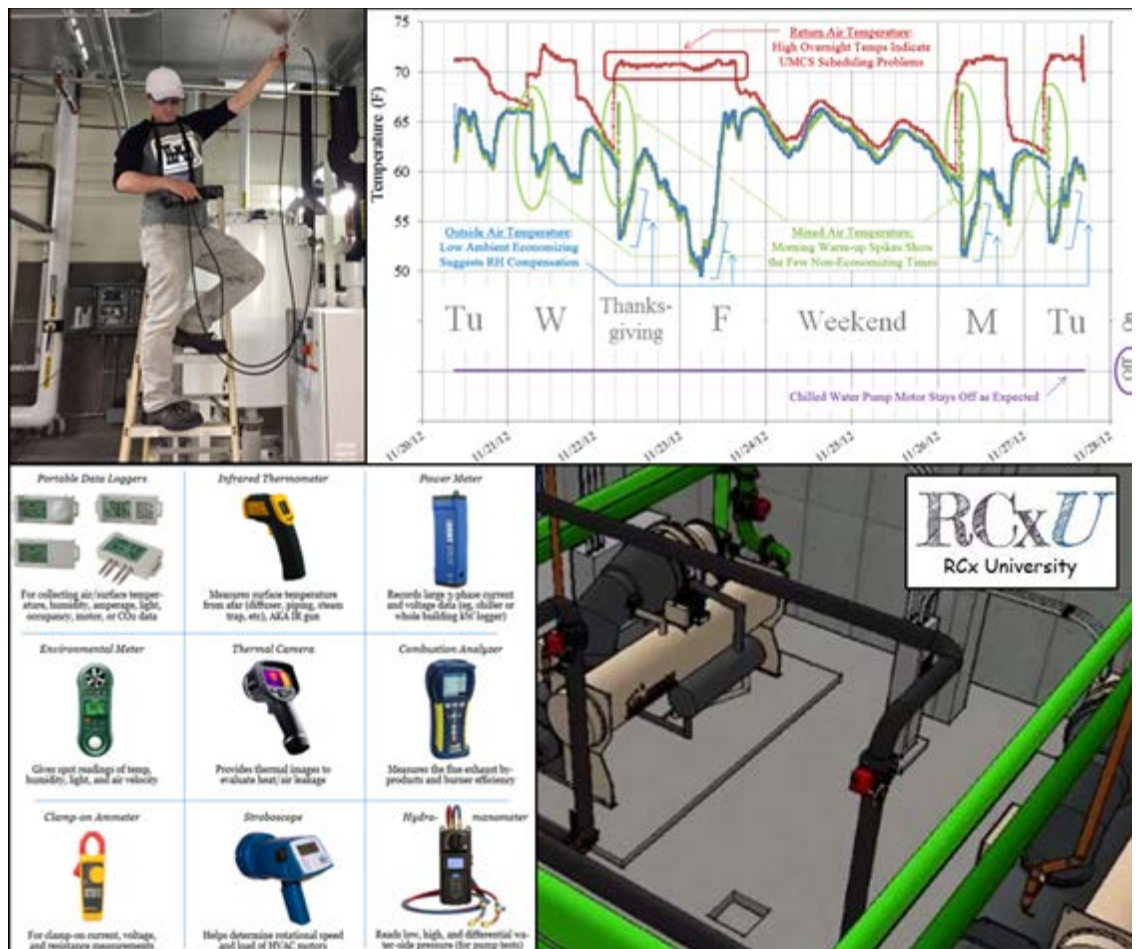 75
70
65
60
55
50
Temperature (F)
Return Air Temperature:
High Overnight Temps Indicate
UMCS Scheduling Problems
Outside Air Temperature:
Low Ambient Economizing
Suggests RH Compensation
Mixed Air Temperature:
Morning Warm-up Spikes Show
the Few Non-Economizing Times
Tu
W
Thanks-
giving
F
Weekend
M
Tu
On
Off
Chilled Water Pump Motor Stays Off as Expected
11/20/12
11/21/12
11/22/12
11/23/12
11/24/12
11/25/12
11/26/12
11/27/12
11/28/12
Portable Data Loggers
For collecting air/surface temper-
ature, humidity, amperage, light,
occupancy, motor, or CO2 data
Infrared Thermometer
Measures surface temperature
from afar (diffuser, piping, steam
trap, etc), AKA IR gun
Power Meter
Records large 3-phase current
and voltage data (eg, chiller or
whole building kW logger)
Environmental Meter
Gives spot readings of temp,
humidity, light, and air velocity
Thermal Camera
Provides thermal images to
evaluate heat/air leakage
Combustion Analyzer
Measures the flue exhaust by-
products and burner efficiency
Clamp-on Ammeter
For clamp-on current, voltage,
and resistance measurements
Stroboscope
Helps determine rotational speed
and load of HVAC motors
Hydro- manometer
Reads low, high, and differential wa-
ter-side pressure (for pump tests)
RCxU
RCx University